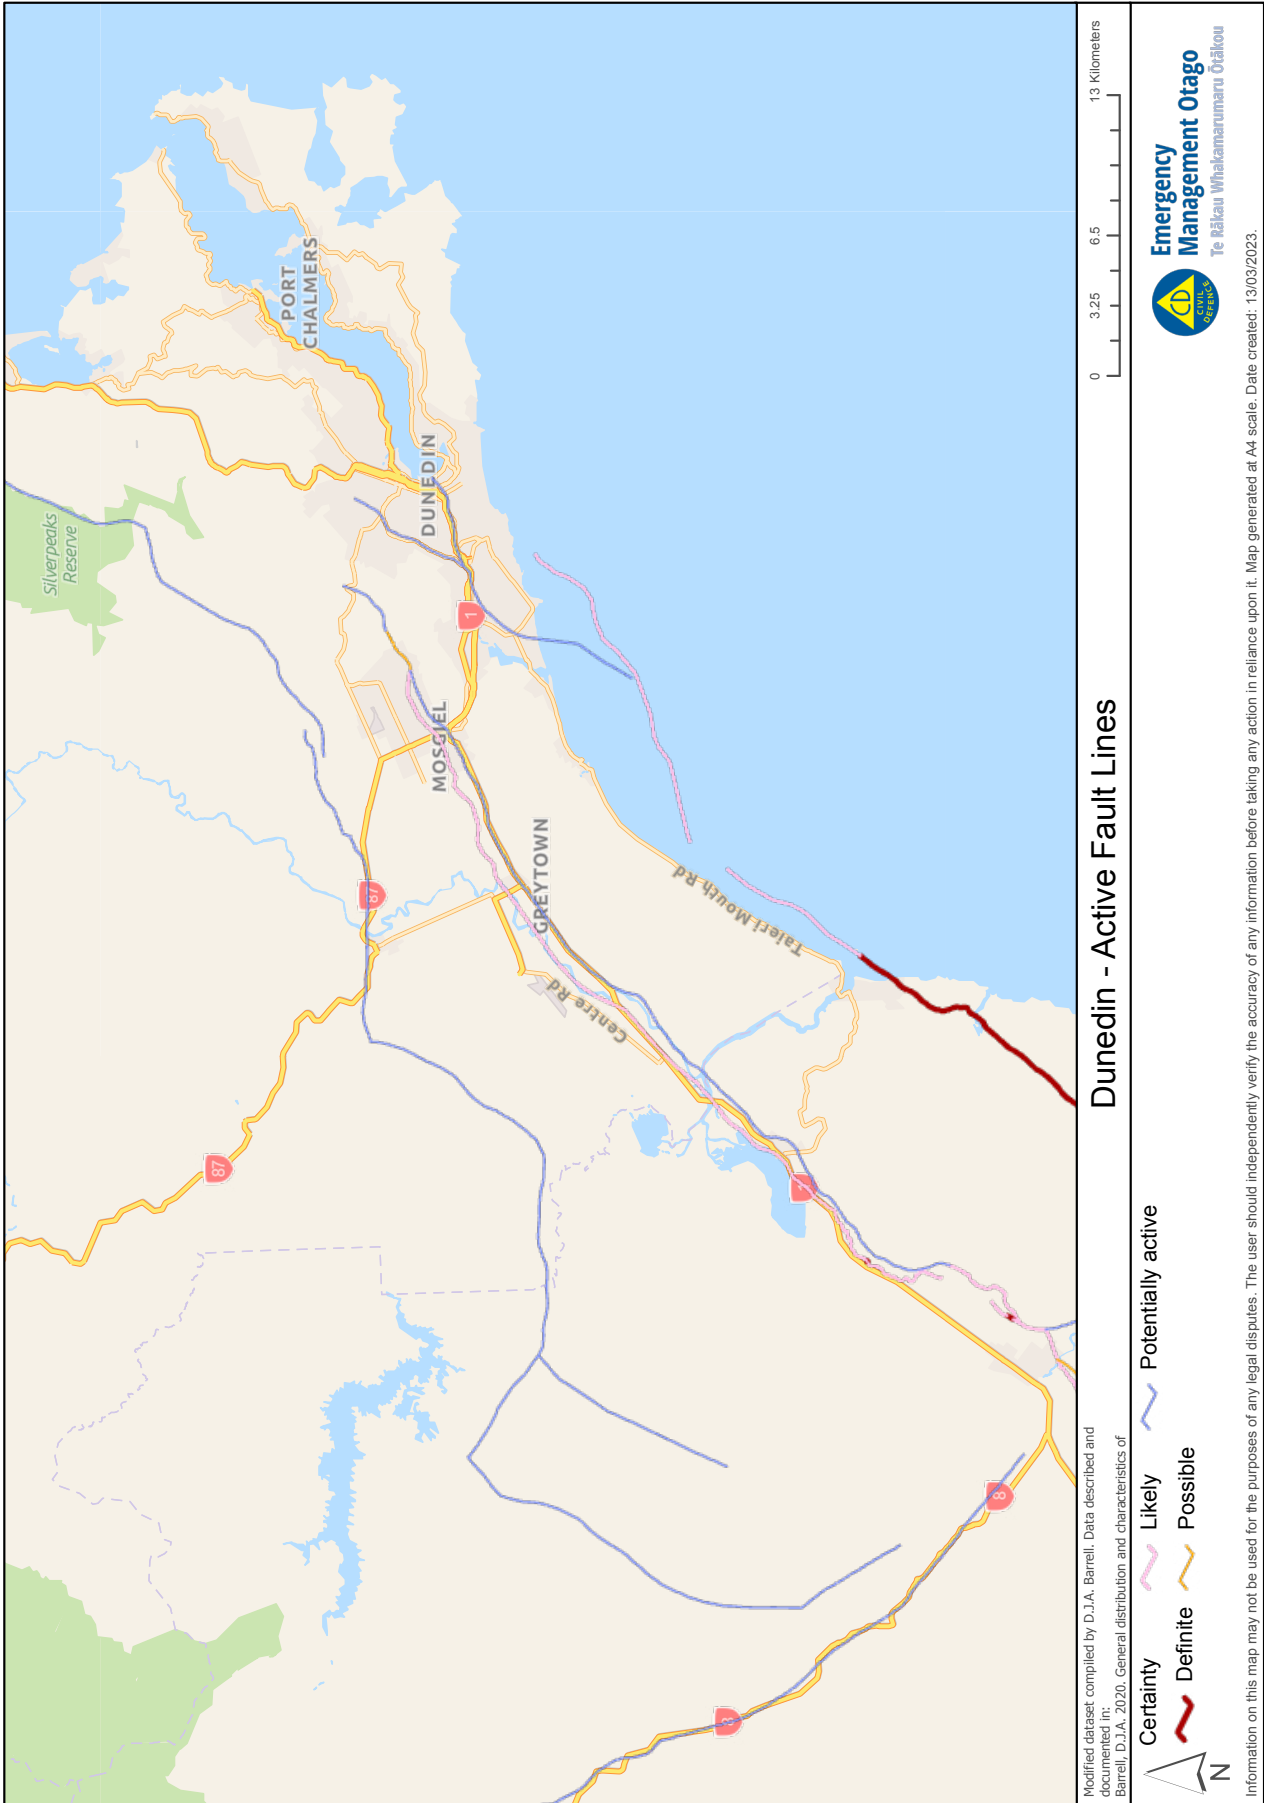 Silverpeaks
Reserve
PORT
CHALMERS
DUNEDIN
1
MOSGIEL
87
GREYTOWN
Taieri Mouth Rd
Centre Rd
87
1
8
8
Dunedin - Active Fault Lines
0 3.25 6.5 13 Kilometers
Modified dataset compiled by D.J.A. Barrell. Data described and
documented in:
Barrell, D.J.A. 2020. General distribution and characteristics of
N
Certainty
Definite
Likely
Possible
Potentially active
CD
CIVIL
DEFENCE
Emergency
Management Otago
Te Rākau Whakamarumaru Ōtākou
Information on this map may not be used for the purposes of any legal disputes. The user should independently verify the accuracy of any information before taking any action in reliance upon it. Map generated at A4 scale. Date created: 13/03/2023.